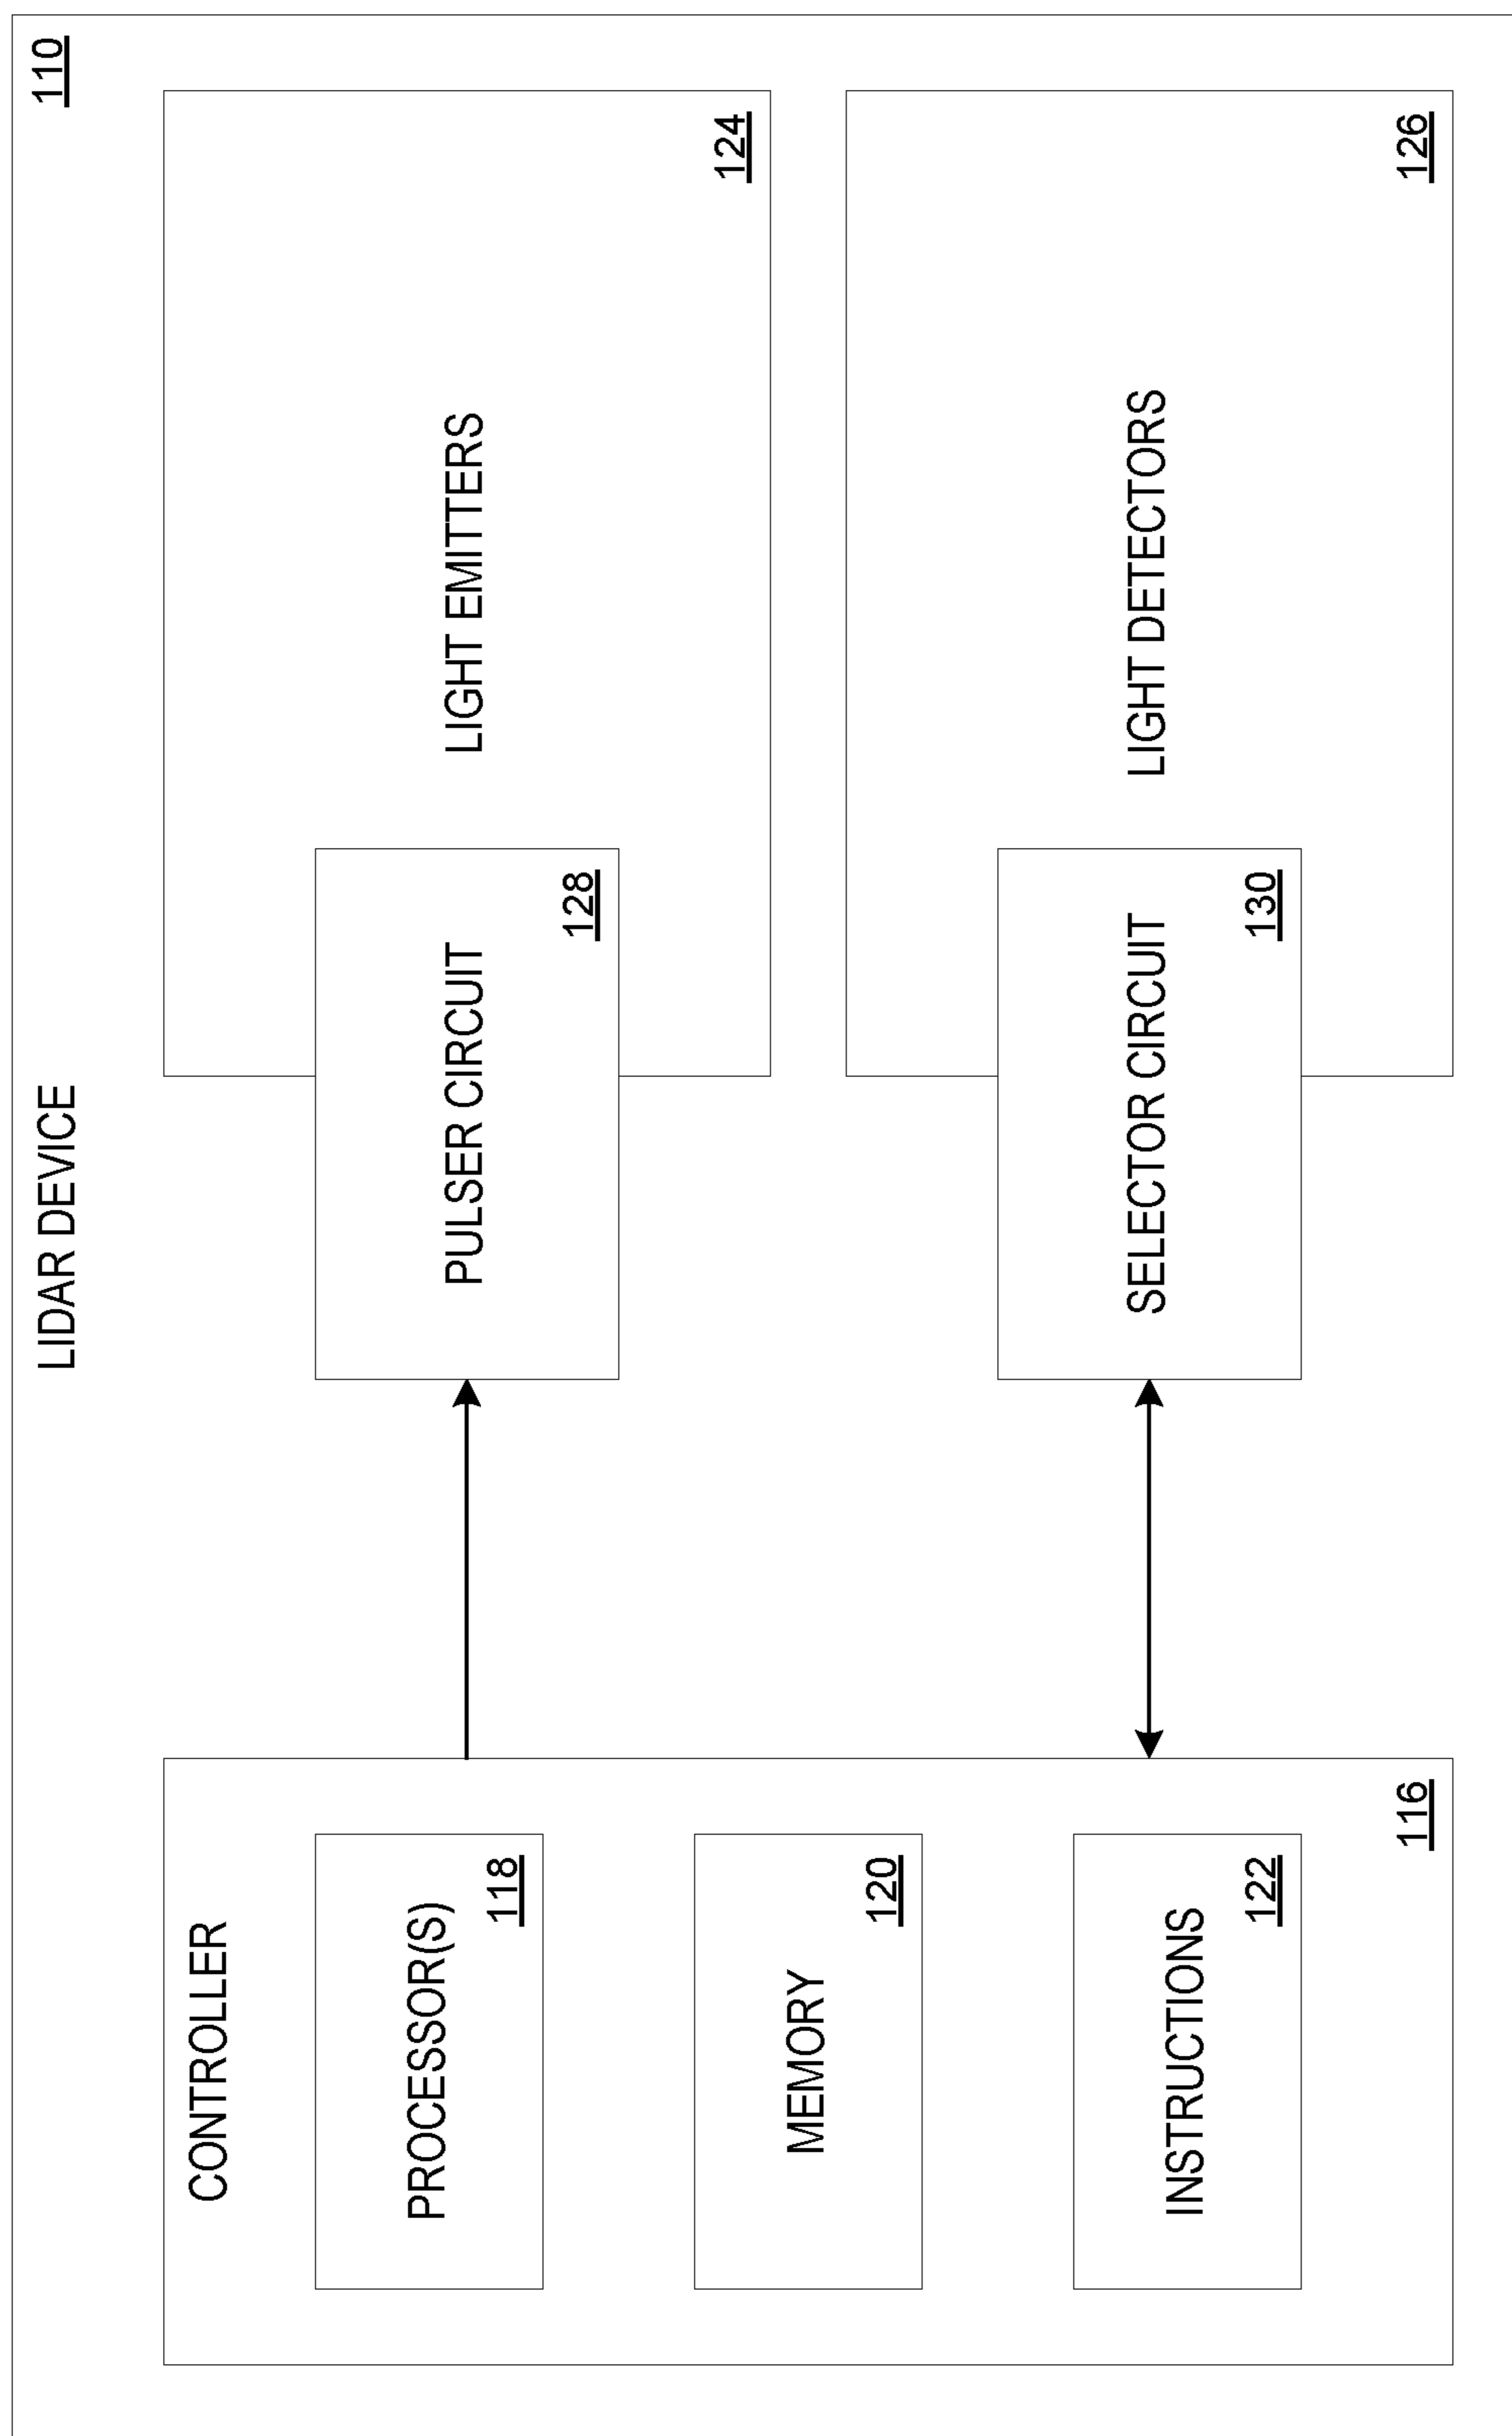 LIDAR DEVICE
110
CONTROLLER
PROCESSOR(S)
118
MEMORY
120
INSTRUCTIONS
122
116
PULSER CIRCUIT
128
LIGHT EMITTERS
124
SELECTOR CIRCUIT
130
LIGHT DETECTORS
126